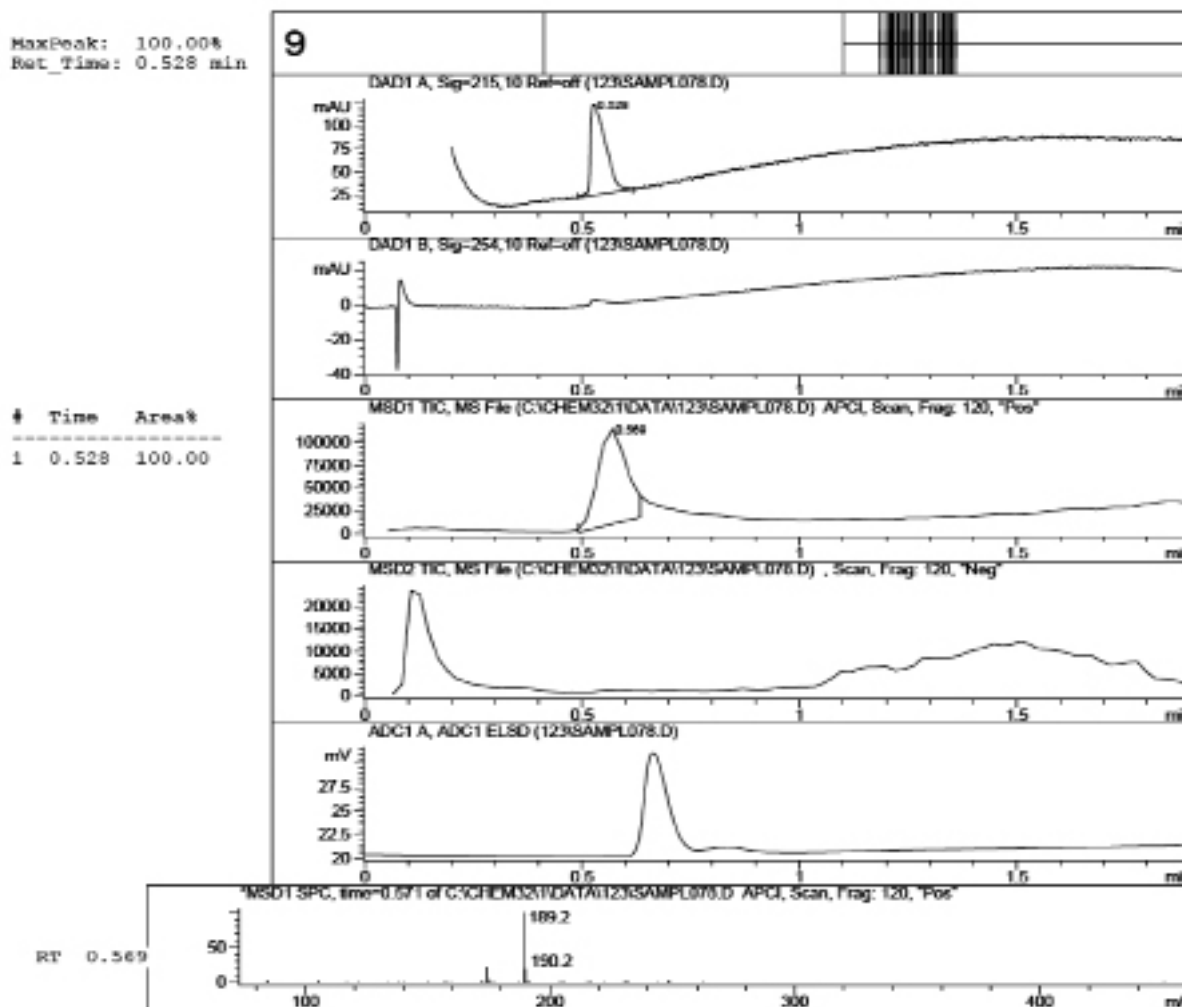 MaxPeak: 100.00%
Ret_Time: 0.528 min
9
DAD1 A, Sig=215,10 Ref=off (123\SAMPL078.D)
mAU
100
75
50
25
0.528
0 0.5 1 1.5 mi
DAD1 B, Sig=254,10 Ref=off (123\SAMPL078.D)
mAU
0
-20
-40
0 0.5 1 1.5 mi
# Time Area%
1 0.528 100.00
MSD1 TIC, MS File (C:\CHEM32\1\DATA\123\SAMPL078.D) APCI, Scan, Frag: 120, "Pos"
100000
75000
50000
25000
0
0.569
0 0.5 1 1.5 mi
MSD2 TIC, MS File (C:\CHEM32\1\DATA\123\SAMPL078.D) , Scan, Frag: 120, "Neg"
20000
15000
10000
5000
0
0 0.5 1 1.5 mi
ADC1 A, ADC1 ELSD (123\SAMPL078.D)
mV
27.5
25
22.5
20
0 0.5 1 1.5 mi
*MSD1 SPC, time=0.571 of C:\CHEM32\1\DATA\123\SAMPL078.D APCI, Scan, Frag: 120, "Pos"
RT 0.569
50
0
189.2
190.2
100 200 300 400 m/